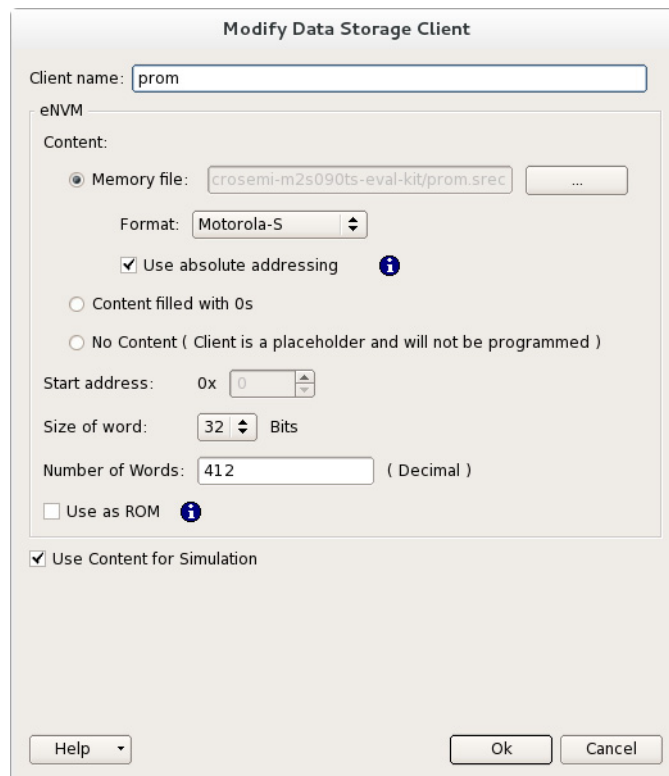 Modify Data Storage Client
Client name: prom
eNVM
Content:
Memory file: crosemi-m2s090ts-eval-kit/prom.srec ...
Format: Motorola-S
Use absolute addressing
Content filled with 0s
No Content ( Client is a placeholder and will not be programmed )
Start address: 0x 0
Size of word: 32 Bits
Number of Words: 412 ( Decimal )
Use as ROM
Use Content for Simulation
Help Ok Cancel